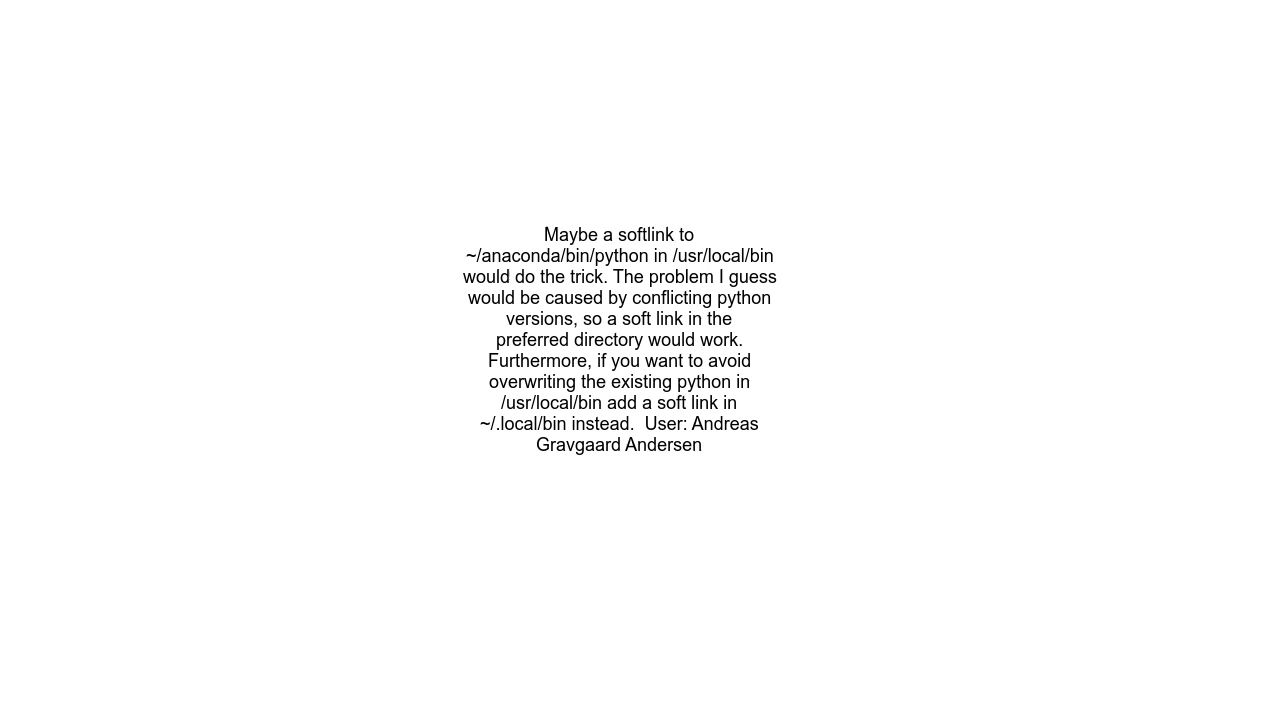 Maybe a softlink to
~/anaconda/bin/python in /usr/local/bin
would do the trick. The problem I guess
would be caused by conflicting python
versions, so a soft link in the
preferred directory would work.
Furthermore, if you want to avoid
overwriting the existing python in
/usr/local/bin add a soft link in
~/.local/bin instead.  User: Andreas
Gravgaard Andersen